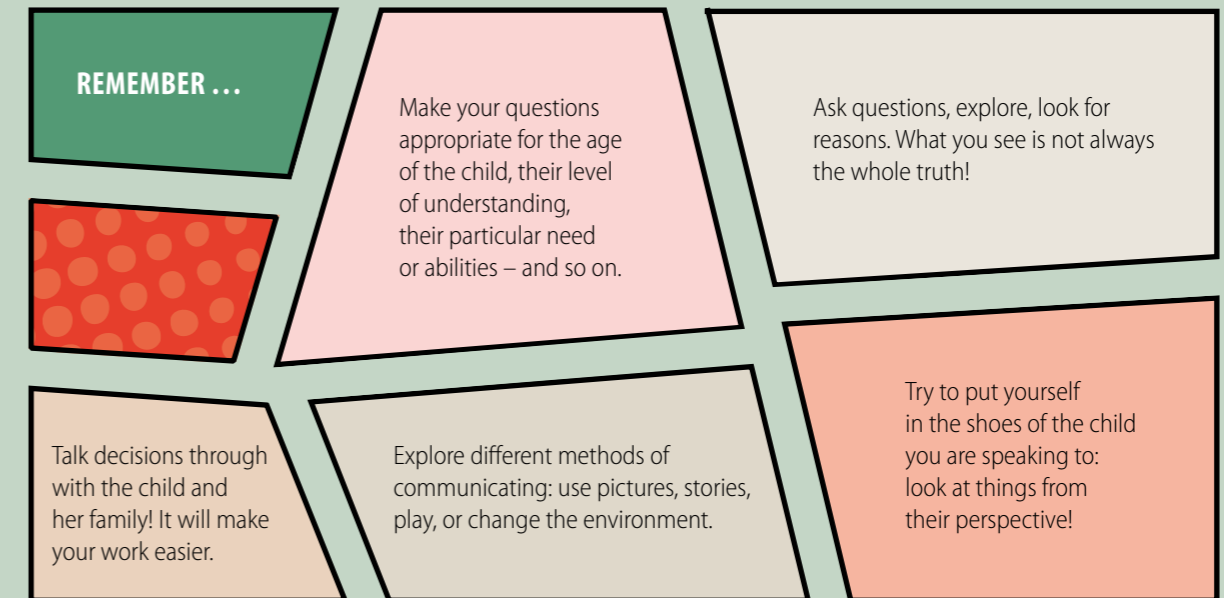 REMEMBER ...
Make your questions
appropriate for the age
of the child, their level
of understanding,
their particular need
or abilities – and so on.
Ask questions, explore, look for
reasons. What you see is not always
the whole truth!
Talk decisions through
with the child and
her family! It will make
your work easier.
Explore different methods of
communicating: use pictures, stories,
play, or change the environment.
Try to put yourself
in the shoes of the child
you are speaking to:
look at things from
their perspective!